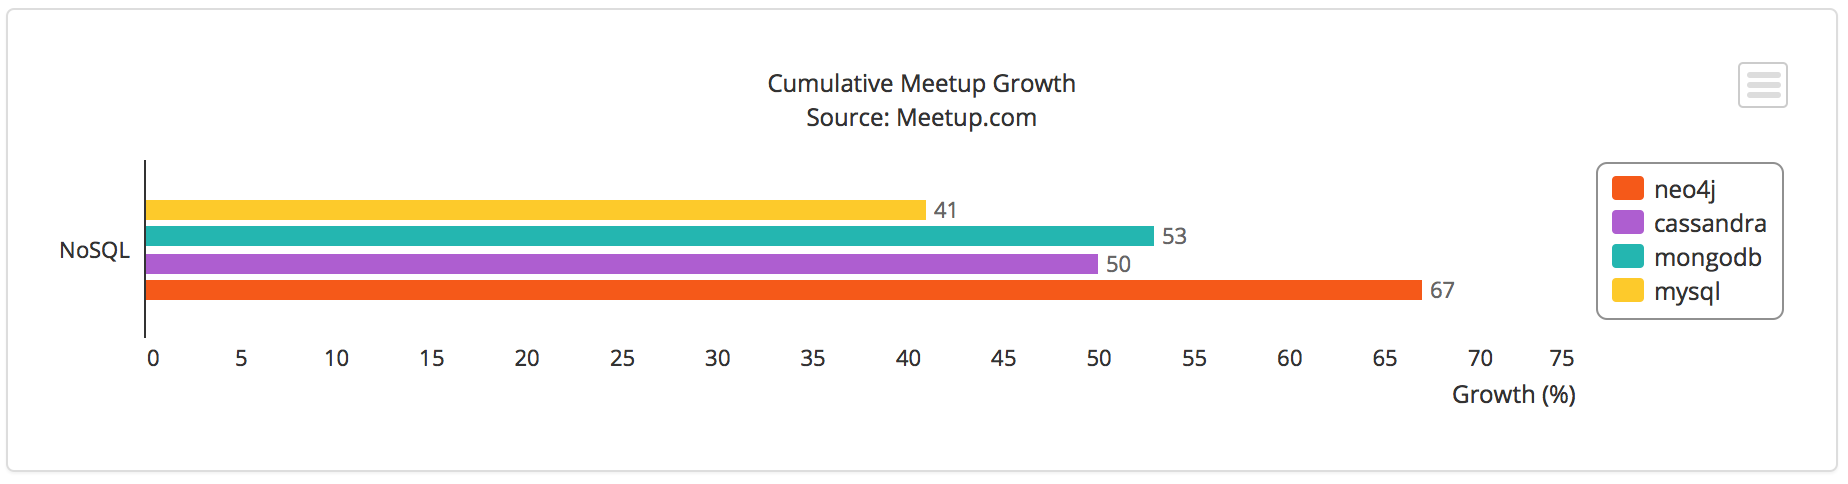 Cumulative Meetup Growth
Source: Meetup.com
neo4j
cassandra
mongodb
mysql
NoSQL
41
53
50
67
0 5 10 15 20 25 30 35 40 45 50 55 60 65 70 75
Growth (%)